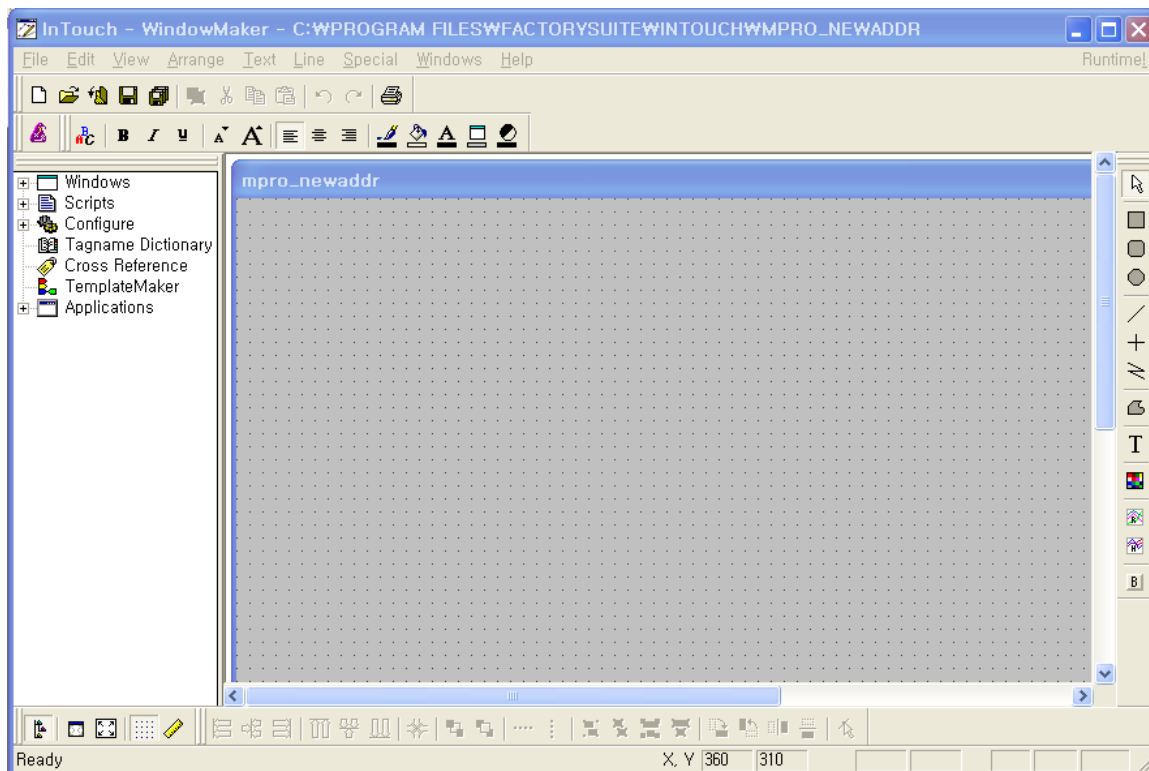 InTouch - WindowMaker - C:₩PROGRAM FILES₩FACTORYSUITE₩INTOUCH₩MPRO_NEWADDR
File Edit View Arrange Text Line Special Windows Help Runtime!
ABC B I U A A A
Windows
Scripts
Configure
Tagname Dictionary
Cross Reference
TemplateMaker
Applications
mpro_newaddr
T
R
H
B
Ready X, Y 360 310